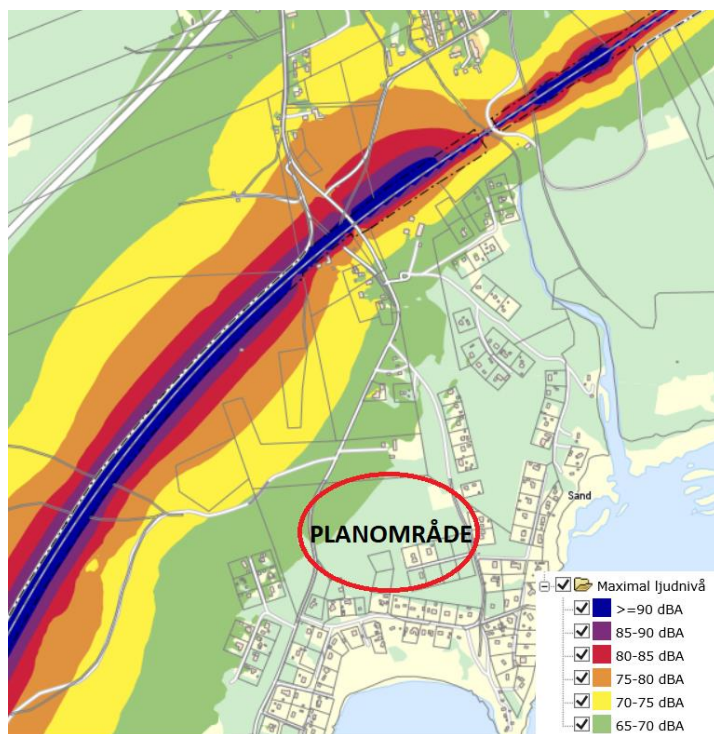 Sand
PLANOMRÅDE
Maximal ljudnivå
>=90 dBA
85-90 dBA
80-85 dBA
75-80 dBA
70-75 dBA
65-70 dBA